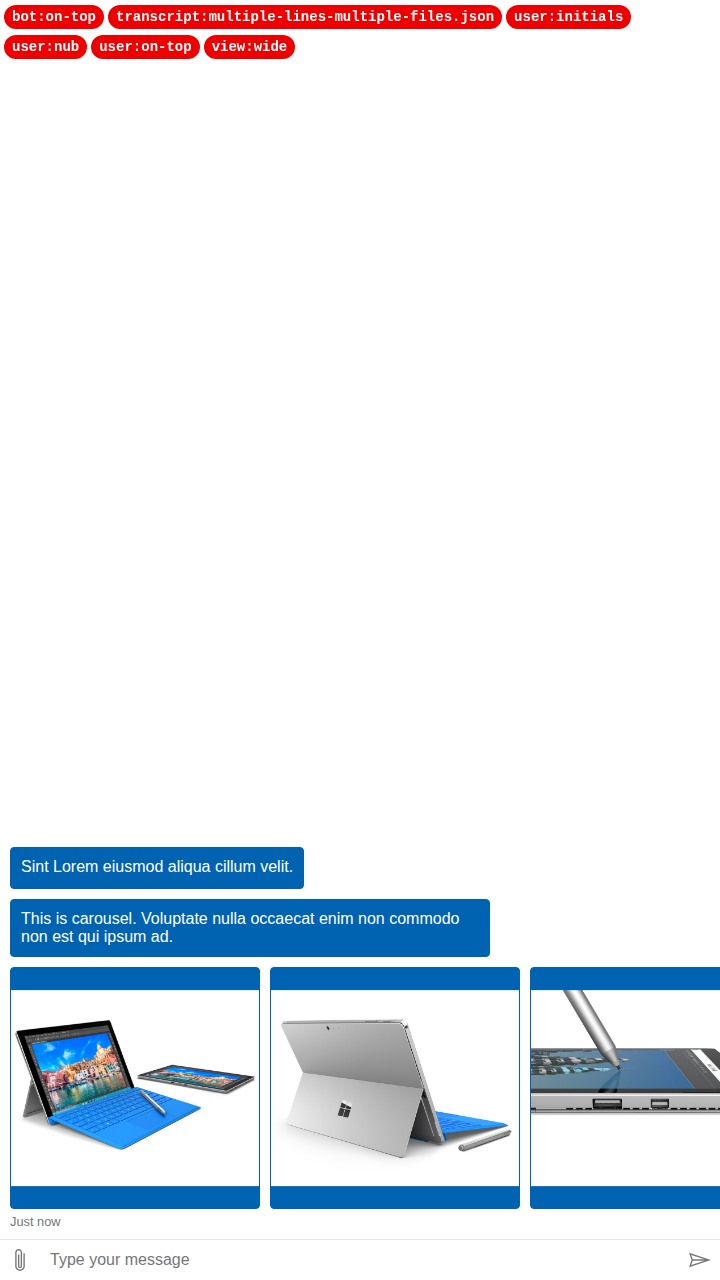 bot:on-top transcript:multiple-lines-multiple-files.json user:initials
user:nub user:on-top view:wide
Sint Lorem eiusmod aliqua cillum velit.
This is carousel. Voluptate nulla occaecat enim non commodo
non est qui ipsum ad.
Just now
Type your message